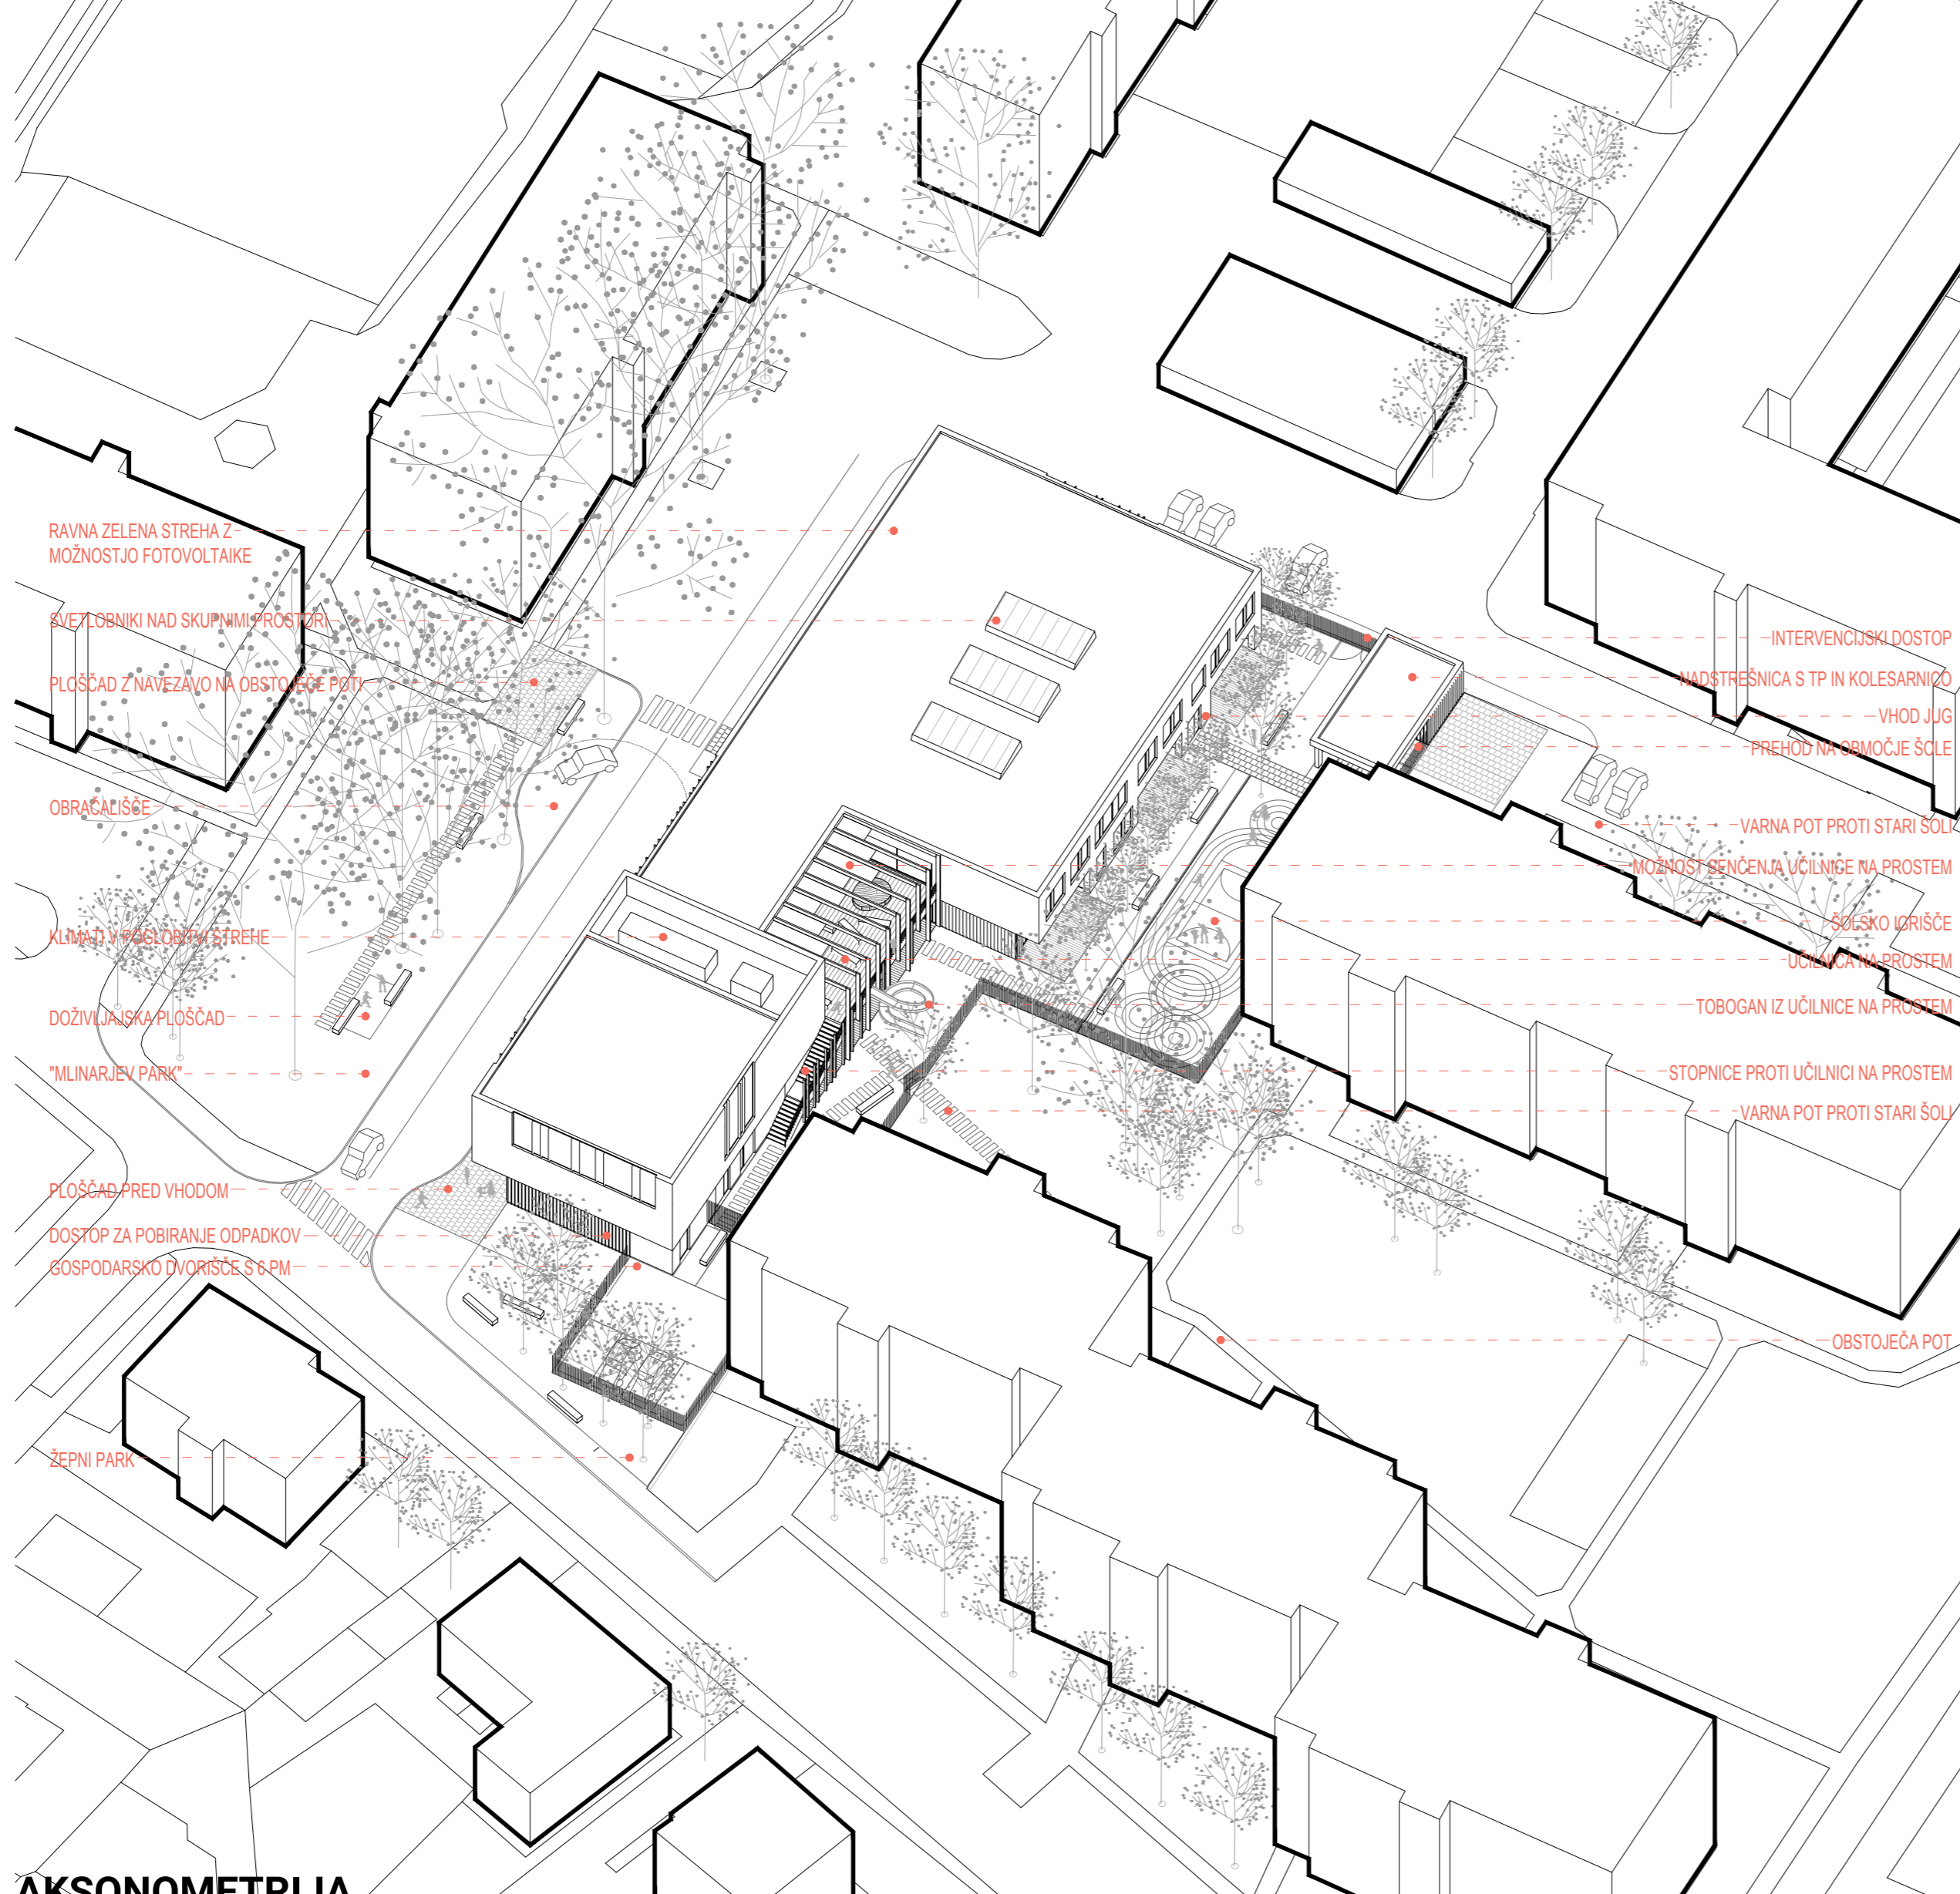 RAVNA ZELENA STREHA Z
MOŽNOSTJO FOTOVOLTAIKE
SVETLOBNIKI NAD SKUPNIMI PROSTORI
PLOŠČAD Z NAVEZAVO NA OBSTOJEČE POTI
OBRAČALIŠČE
KLIMATI V POGLOBITVI STREHE
DOŽIVLJAJSKA PLOŠČAD
"MLINARJEV PARK"
PLOŠČAD PRED VHODOM
DOSTOP ZA POBIRANJE ODPADKOV
GOSPODARSKO DVORIŠČE S 6 PM
ŽEPNI PARK
INTERVENCIJSKI DOSTOP
NADSTREŠNICA S TP IN KOLESARNICO
VHOD JUG
PREHOD NA OBMOČJE ŠOLE
VARNA POT PROTI STARI ŠOLI
MOŽNOST SENČENJA UČILNICE NA PROSTEM
ŠOLSKO IGRIŠČE
UČILNICA NA PROSTEM
TOBOGAN IZ UČILNICE NA PROSTEM
STOPNICE PROTI UČILNICI NA PROSTEM
VARNA POT PROTI STARI ŠOLI
OBSTOJEČA POT
AKSONOMETRIJA